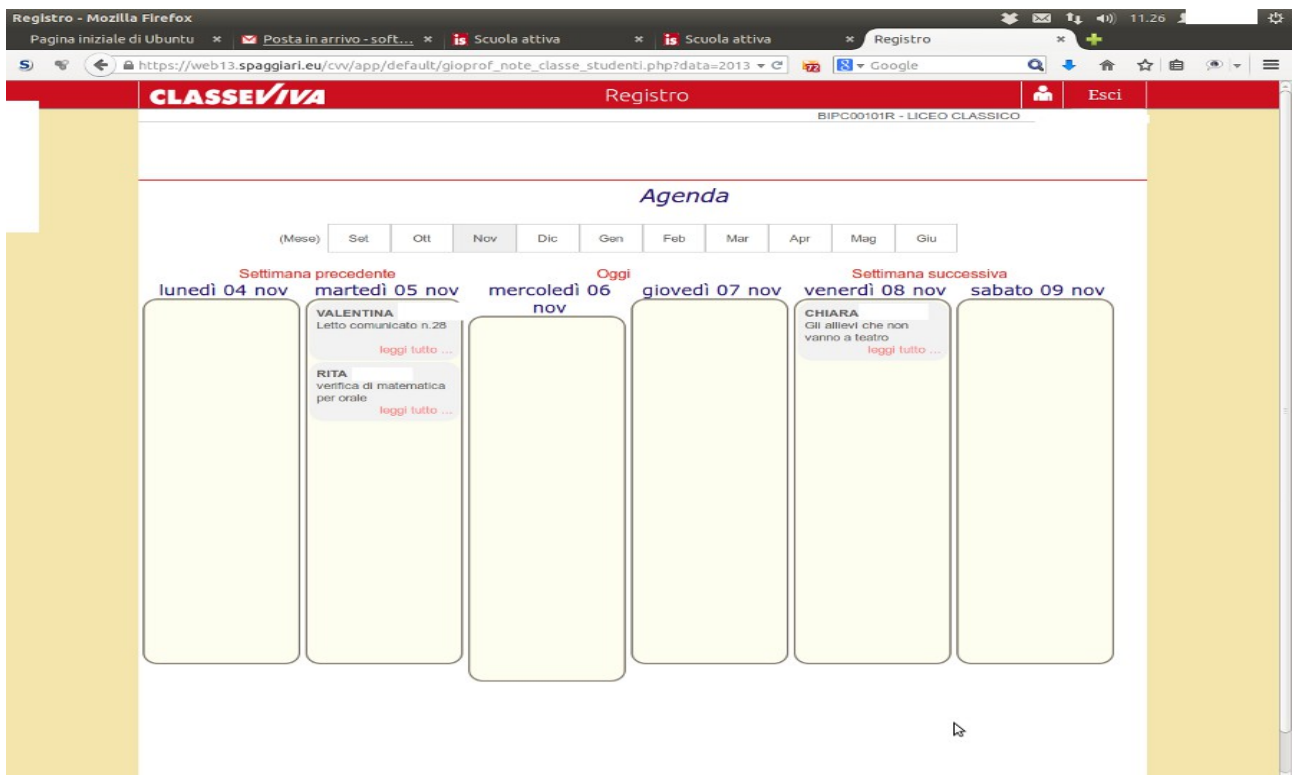 Registro - Mozilla Firefox
11.26
Pagina iniziale di Ubuntu
Posta in arrivo - soft...
is Scuola attiva
is Scuola attiva
Registro
https://web13.spaggiari.eu/cvv/app/default/gioprof_note_classe_studenti.php?data=2013
72
Google
CLASSEVIVA
Registro
Esci
BIPC00101R - LICEO CLASSICO
Agenda
(Mese) Set Ott Nov Dic Gen Feb Mar Apr Mag Giu
Settimana precedente
Oggi
Settimana successiva
lunedì 04 nov
martedì 05 nov
mercoledì 06
nov
giovedì 07 nov
venerdì 08 nov
sabato 09 nov
VALENTINA
Letto comunicato n.28
leggi tutto ...
RITA
verifica di matematica
per orale
leggi tutto ...
CHIARA
Gli allievi che non
vanno a teatro
leggi tutto ...